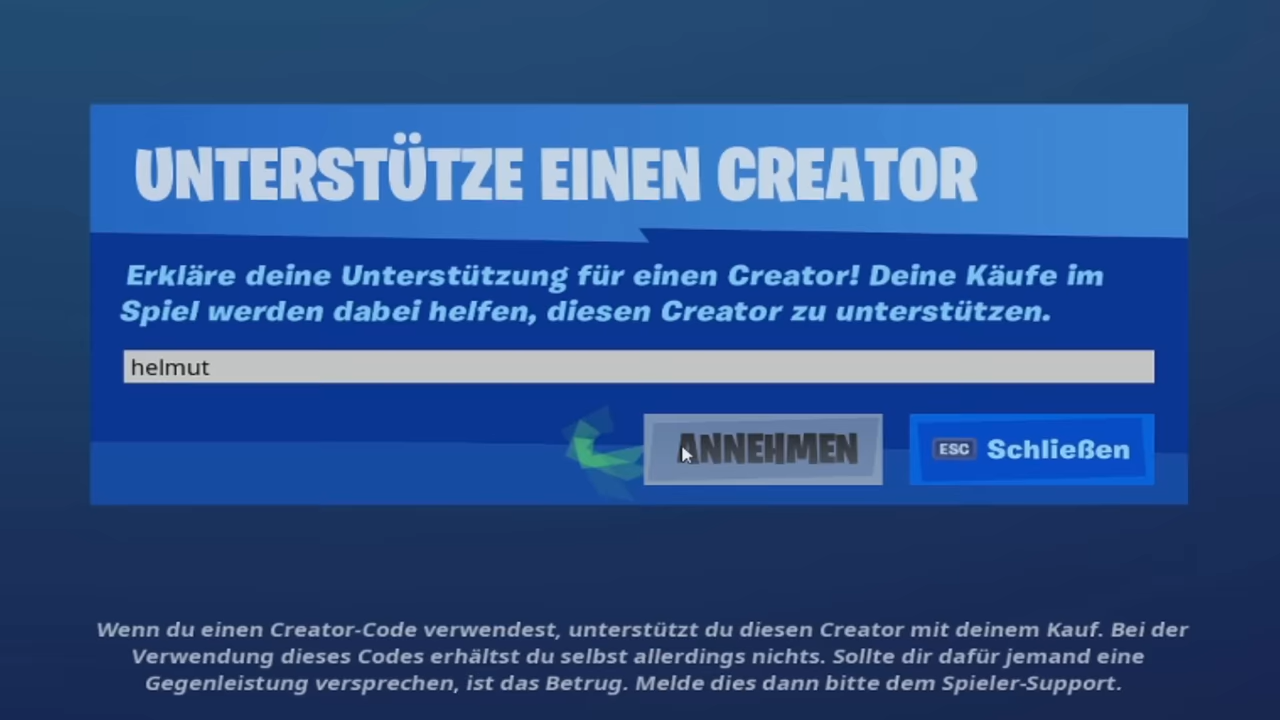 UNTERSTÜTZE EINEN CREATOR
Erkläre deine Unterstützung für einen Creator! Deine Käufe im
Spiel werden dabei helfen, diesen Creator zu unterstützen.
helmut
ANNEHMEN
ESC Schließen
Wenn du einen Creator-Code verwendest, unterstützt du diesen Creator mit deinem Kauf. Bei der
Verwendung dieses Codes erhältst du selbst allerdings nichts. Sollte dir dafür jemand eine
Gegenleistung versprechen, ist das Betrug. Melde dies dann bitte dem Spieler-Support.